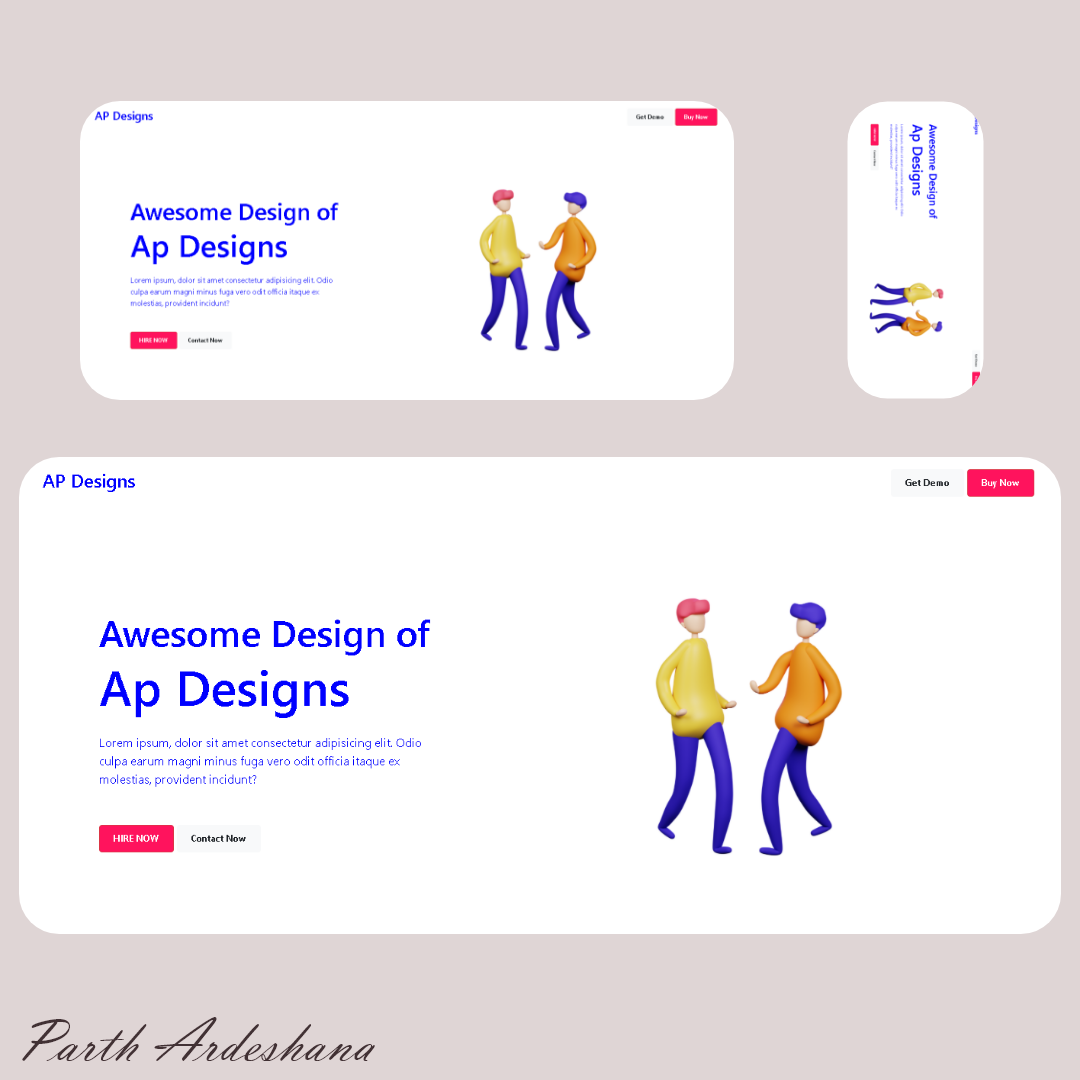 AP Designs
Get Demo
Buy Now
Awesome Design of
Ap Designs
Lorem ipsum, dolor sit amet consectetur adipisicing elit. Odio
culpa earum magni minus fuga vero odit officia itaque ex
molestias, provident incidunt?
HIRE NOW
Contact Now
Awesome Design of
Ap Designs
AP Designs
Get Demo
Buy Now
Awesome Design of
Ap Designs
Lorem ipsum, dolor sit amet consectetur adipisicing elit. Odio
culpa earum magni minus fuga vero odit officia itaque ex
molestias, provident incidunt?
HIRE NOW
Contact Now
Parth Ardeshana